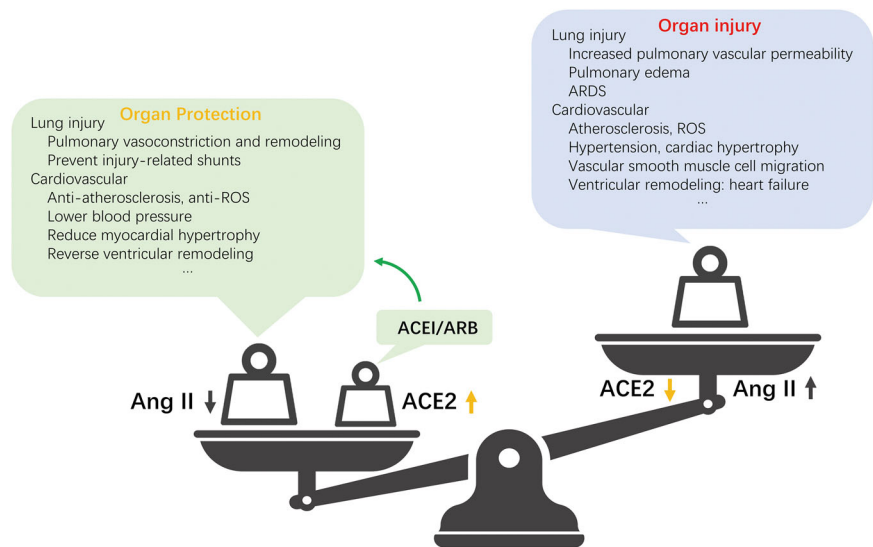 Organ Protection
Lung injury
Pulmonary vasoconstriction and remodeling
Prevent injury-related shunts
Cardiovascular
Anti-atherosclerosis, anti-ROS
Lower blood pressure
Reduce myocardial hypertrophy
Reverse ventricular remodeling
...
Organ injury
Lung injury
Increased pulmonary vascular permeability
Pulmonary edema
ARDS
Cardiovascular
Atherosclerosis, ROS
Hypertension, cardiac hypertrophy
Vascular smooth muscle cell migration
Ventricular remodeling: heart failure
...
ACEI/ARB
Ang II ↓
ACE2 ↑
ACE2 ↓
Ang II ↑